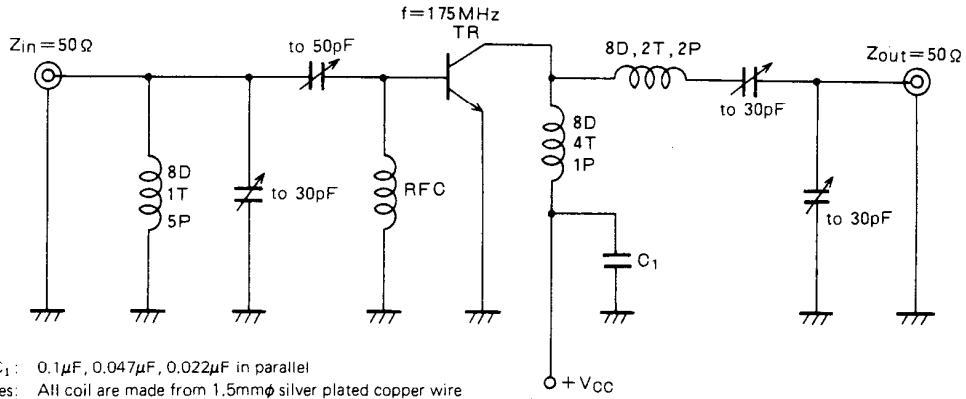 f=175MHz
TR
Zin=50Ω
to 50pF
8D, 2T, 2P
Zout=50Ω
to 30pF
8D
4T
1P
8D
1T
5P
to 30pF
RFC
to 30pF
C1
C1: 0.1μF, 0.047μF, 0.022μF in parallel
+VCC
All coil are made from 1.5mmϕ silver plated copper wire